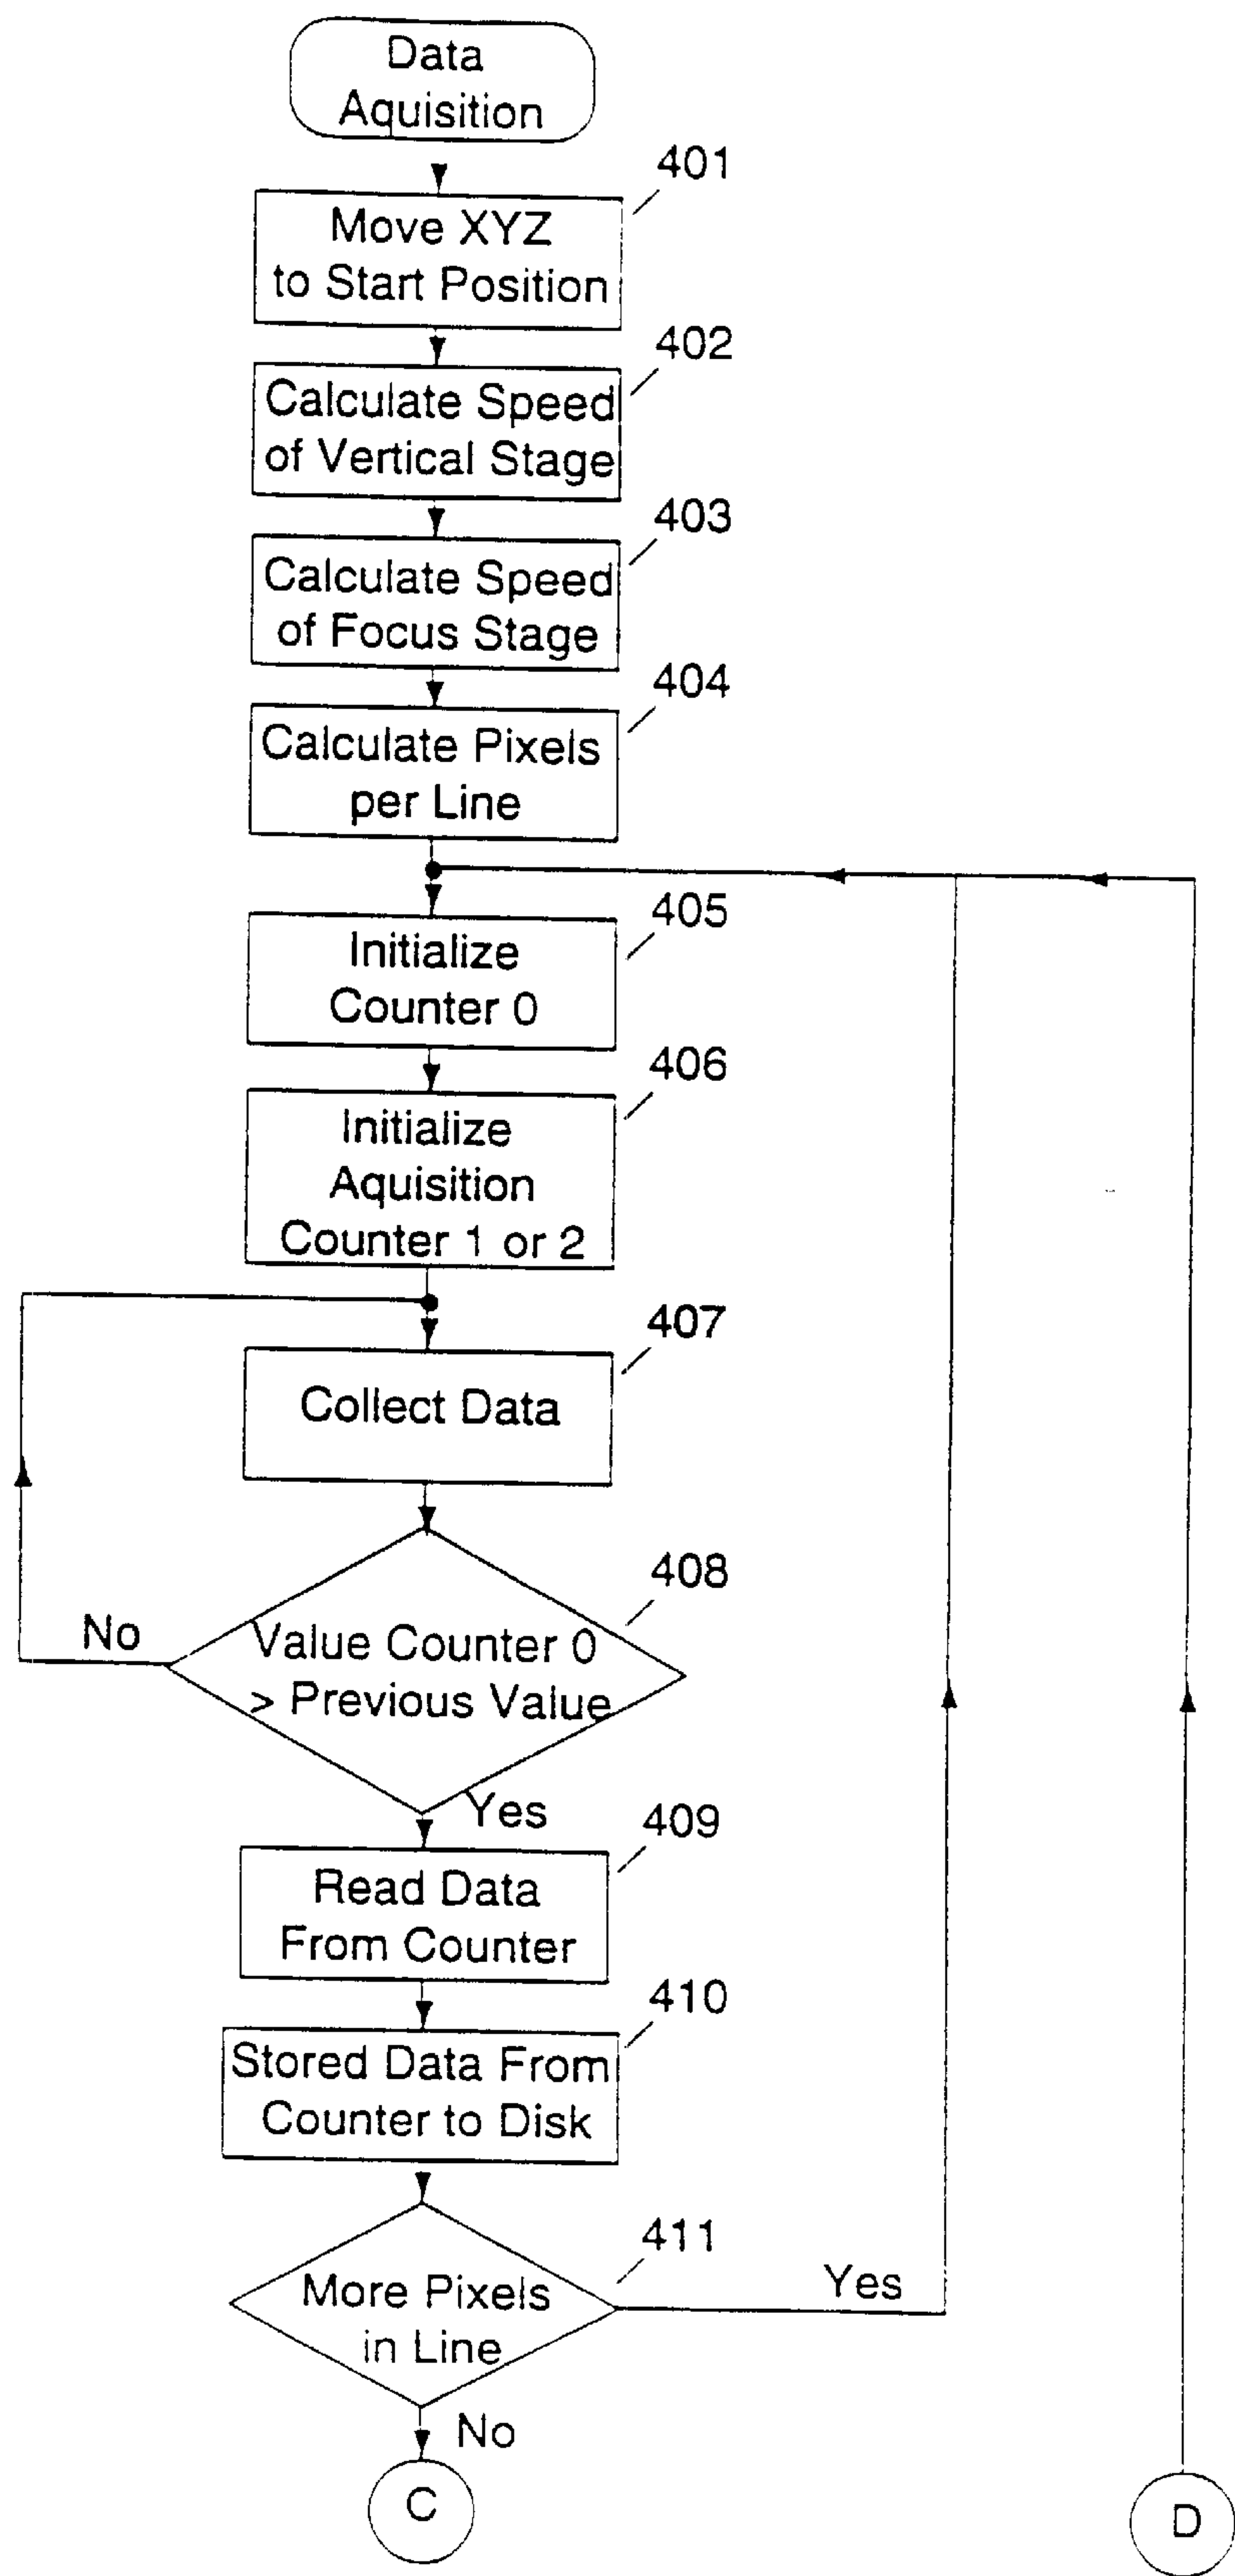 Data
Aquisition
401
Move XYZ
to Start Position
402
Calculate Speed
of Vertical Stage
403
Calculate Speed
of Focus Stage
404
Calculate Pixels
per Line
405
Initialize
Counter 0
406
Initialize
Aquisition
Counter 1 or 2
407
Collect Data
408
No
Value Counter 0
> Previous Value
Yes
409
Read Data
From Counter
410
Stored Data From
Counter to Disk
411
Yes
More Pixels
in Line
No
C
D